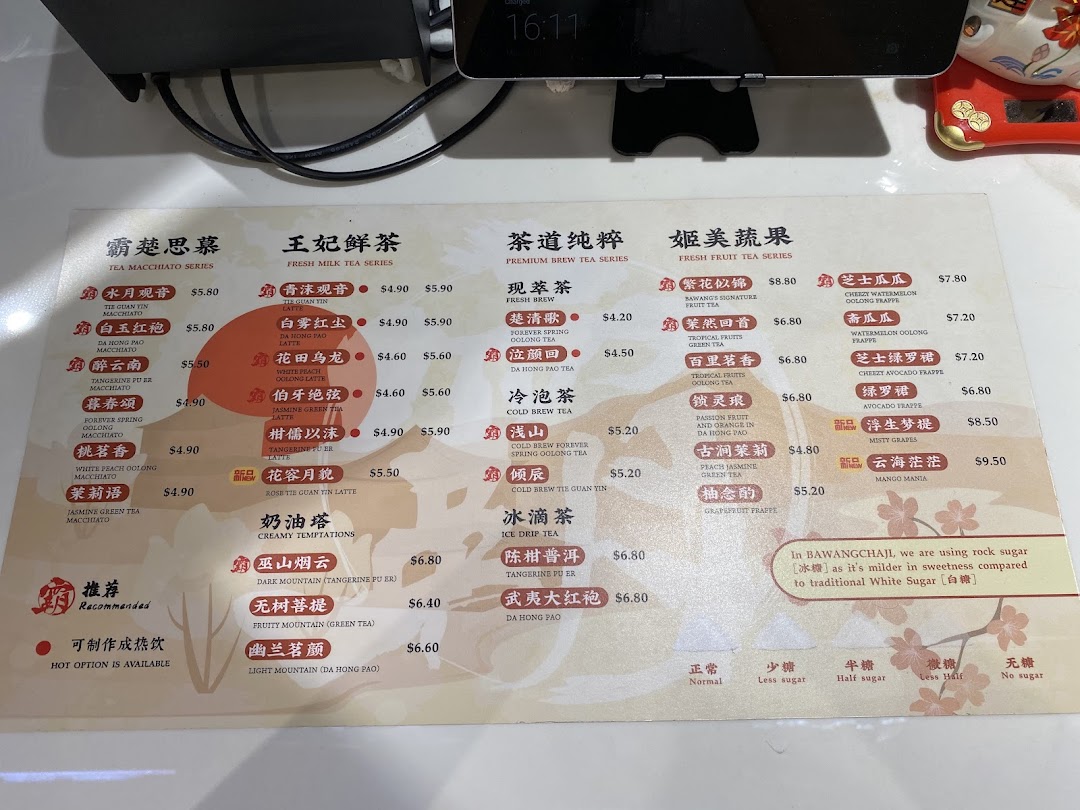 16:11
霸楚思慕
TEA MACCHIATO SERIES
水月观音 $5.80
TIE GUAN YIN
MACCHIATO
白玉红袍 $5.80
DA HONG PAO
MACCHIATO
醉云南 $5.50
TANGERINE PU ER
MACCHIATO
暮春颂 $4.90
FOREVER SPRING
OOLONG
MACCHIATO
桃茗香 $4.90
WHITE PEACH OOLONG
MACCHIATO
茉莉语 $4.90
JASMINE GREEN TEA
MACCHIATO
霸 推荐
Recommended
可制作成热饮
HOT OPTION IS AVAILABLE
王妃鲜茶
FRESH MILK TEA SERIES
青沫观音 $4.90 $5.90
TIE GUAN YIN
LATTE
白雾红尘 $4.90 $5.90
DA HONG PAO
LATTE
花田乌龙 $4.60 $5.60
WHITE PEACH
OOLONG LATTE
伯牙绝弦 $4.60 $5.60
JASMINE GREEN TEA
LATTE
柑儒以沫 $4.90 $5.90
TANGERINE PU ER
LATTE
新品NEW 花容月貌 $5.50
ROSE TIE GUAN YIN LATTE
奶油塔
CREAMY TEMPTATIONS
巫山烟云 $6.80
DARK MOUNTAIN (TANGERINE PU ER)
无树菩提 $6.40
FRUITY MOUNTAIN (GREEN TEA)
幽兰茗颜 $6.60
LIGHT MOUNTAIN (DA HONG PAO)
茶道纯粹
PREMIUM BREW TEA SERIES
现萃茶
FRESH BREW
楚清歌 $4.20
FOREVER SPRING
OOLONG TEA
泣颜回 $4.50
DA HONG PAO TEA
冷泡茶
COLD BREW TEA
浅山 $5.20
COLD BREW FOREVER
SPRING OOLONG TEA
倾辰 $5.20
COLD BREW TIE GUAN YIN
冰滴茶
ICE DRIP TEA
陈柑普洱 $6.80
TANGERINE PU ER
武夷大红袍 $6.80
DA HONG PAO
姬美蔬果
FRESH FRUIT TEA SERIES
繁花似锦 $8.80
BAWANG'S SIGNATURE
FRUIT TEA
茉然回首 $6.80
TROPICAL FRUITS
GREEN TEA
百里茗香 $6.80
TROPICAL FRUITS
OOLONG TEA
锁灵琅 $6.80
PASSION FRUIT
AND ORANGE IN
DA HONG PAO
古涧茉莉 $4.80
PEACH JASMINE
GREEN TEA
柚念酌 $5.20
GRAPEFRUIT FRAPPE
芝士瓜瓜 $7.80
CHEEZY WATERMELON
OOLONG FRAPPE
斋瓜瓜 $7.20
WATERMELON OOLONG
FRAPPE
芝士绿罗裙 $7.20
CHEEZY AVOCADO FRAPPE
绿罗裙 $6.80
AVOCADO FRAPPE
新品NEW 浮生梦提 $8.50
MISTY GRAPES
新品NEW 云海茫茫 $9.50
MANGO MANIA
In BAWANGCHAJI, we are using rock sugar
[冰糖] as it's milder in sweetness compared
to traditional White Sugar [白糖]
正常 少糖 半糖 微糖 无糖
Normal Less sugar Half sugar Less Half No sugar